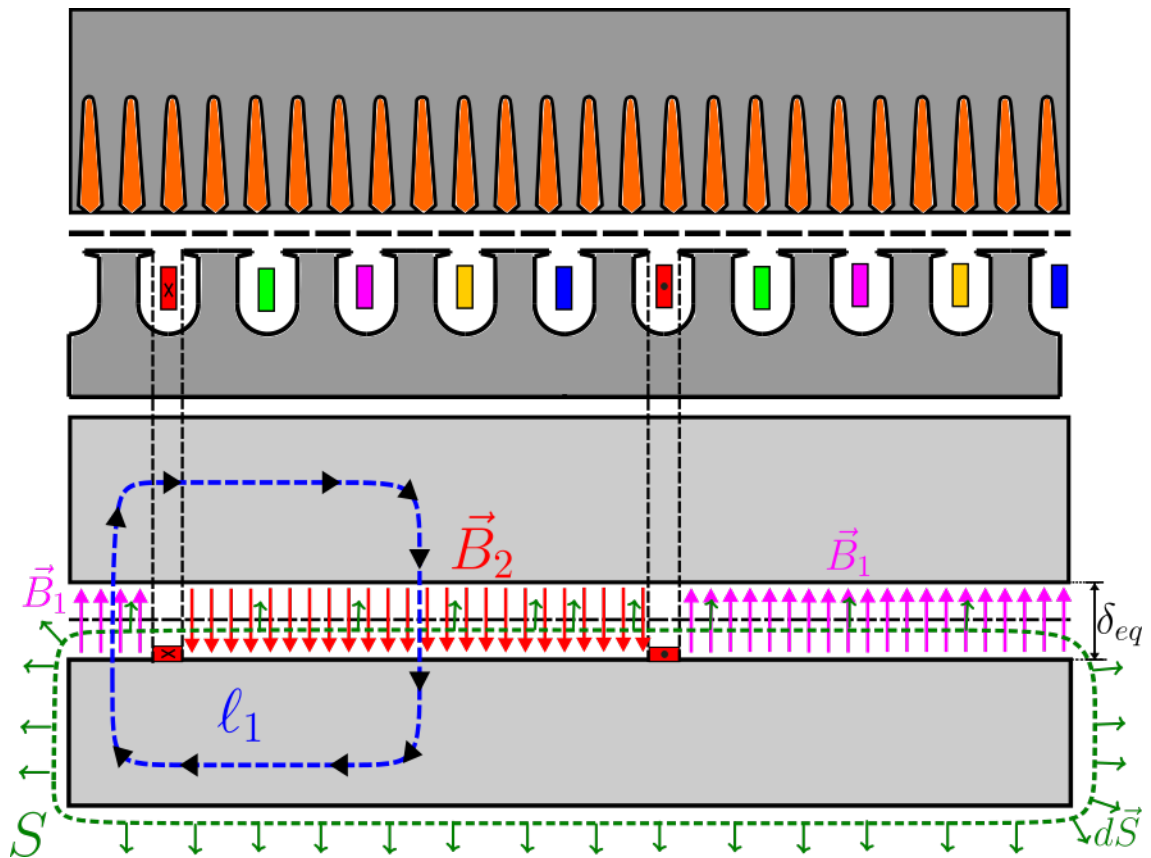 x
•
B⃗₂
B⃗₁
B⃗₁
δ_eq
x
•
ℓ₁
S
dS⃗